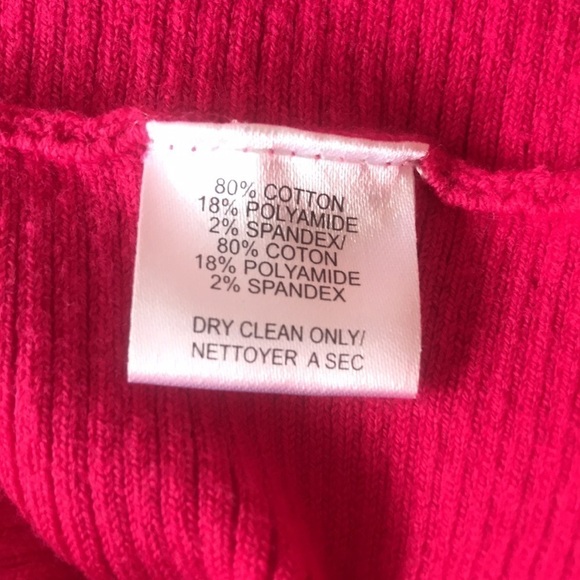 80% COTTON
18% POLYAMIDE
2% SPANDEX/
80% COTON
18% POLYAMIDE
2% SPANDEX
DRY CLEAN ONLY/
NETTOYER A SEC